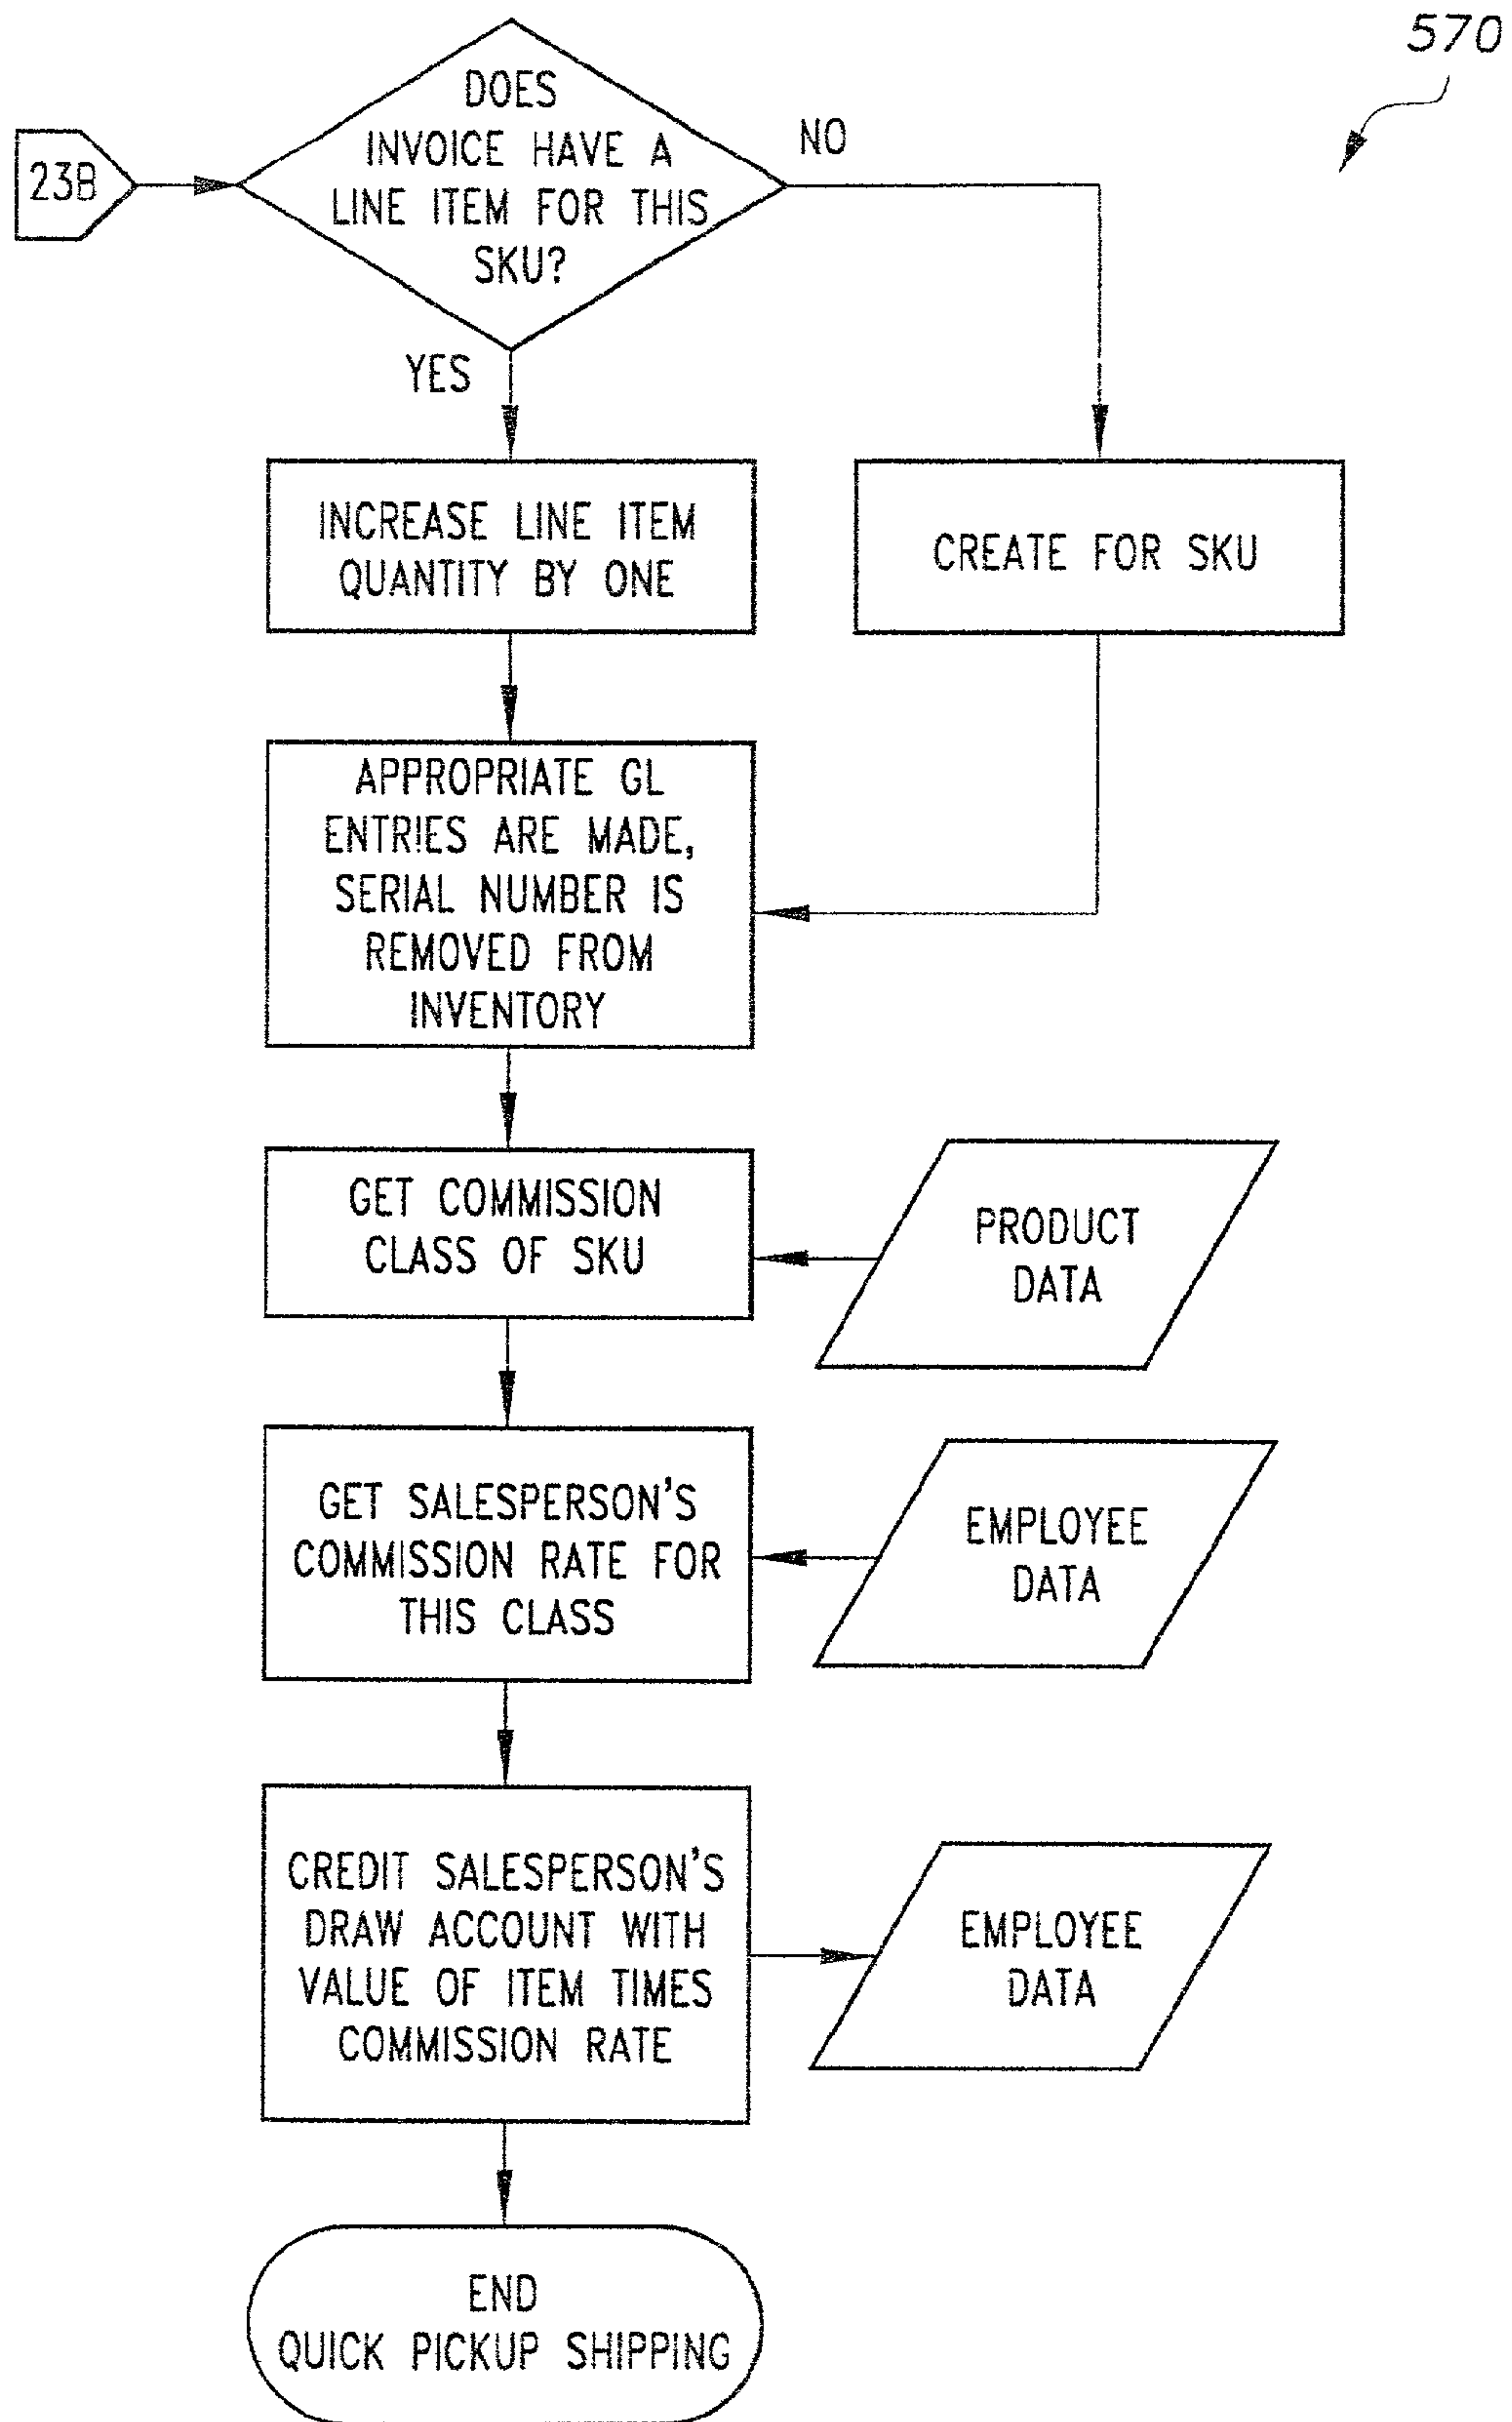 570
23B
DOES
INVOICE HAVE A
LINE ITEM FOR THIS
SKU?
NO
YES
INCREASE LINE ITEM
QUANTITY BY ONE
CREATE FOR SKU
APPROPRIATE GL
ENTRIES ARE MADE,
SERIAL NUMBER IS
REMOVED FROM
INVENTORY
GET COMMISSION
CLASS OF SKU
PRODUCT
DATA
GET SALESPERSON'S
COMMISSION RATE FOR
THIS CLASS
EMPLOYEE
DATA
CREDIT SALESPERSON'S
DRAW ACCOUNT WITH
VALUE OF ITEM TIMES
COMMISSION RATE
EMPLOYEE
DATA
END
QUICK PICKUP SHIPPING